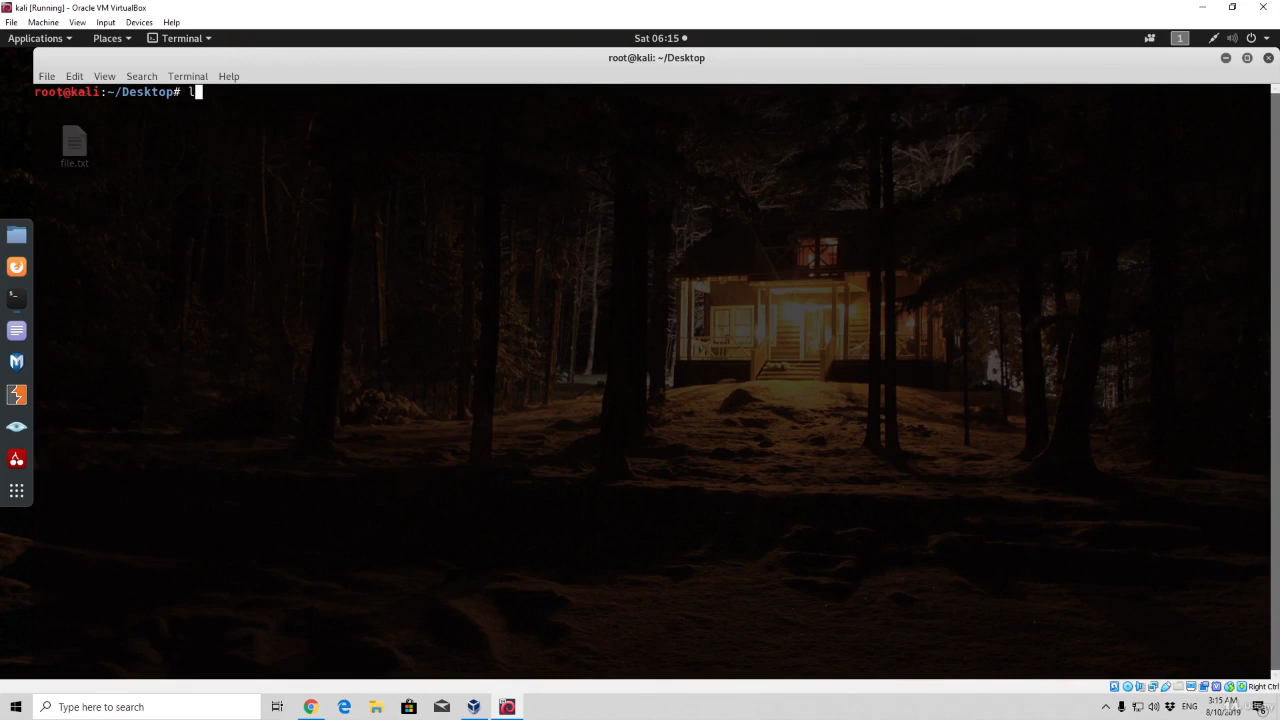 kali [Running] - Oracle VM VirtualBox
File Machine View Input Devices Help
Applications Places Terminal Sat 06:15 1
root@kali: ~/Desktop
File Edit View Search Terminal Help
root@kali:~/Desktop# l
file.txt
Right Ctrl
Type here to search
ENG
3:15 AM
8/10/2019
6